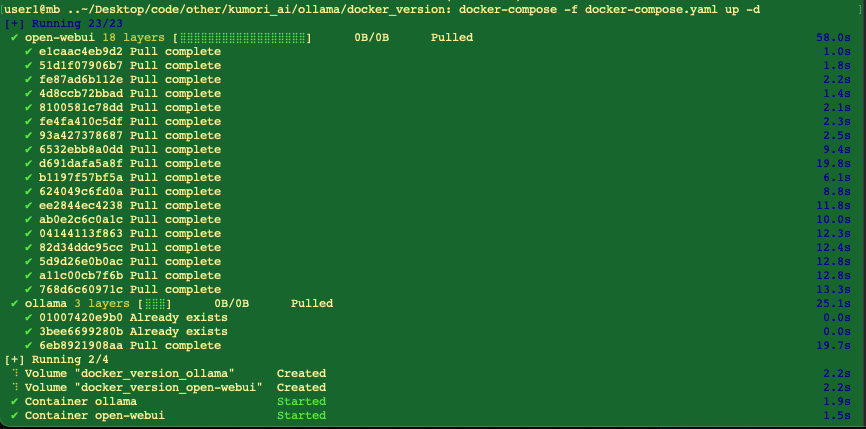 [user1@mb ..~/Desktop/code/other/kumori_ai/ollama/docker_version: docker-compose -f docker-compose.yaml up -d ]
[+] Running 23/23
✔ open-webui 18 layers [⣿⣿⣿⣿⣿⣿⣿⣿⣿⣿⣿⣿⣿⣿⣿⣿⣿⣿] 0B/0B Pulled 58.0s
✔ e1caac4eb9d2 Pull complete 1.0s
✔ 51d1f07906b7 Pull complete 1.8s
✔ fe87ad6b112e Pull complete 2.2s
✔ 4d8ccb72bbad Pull complete 1.4s
✔ 8100581c78dd Pull complete 2.1s
✔ fe4fa410c5df Pull complete 2.3s
✔ 93a427378687 Pull complete 2.5s
✔ 6532ebb8a0dd Pull complete 9.4s
✔ d691dafa5a8f Pull complete 19.8s
✔ b1197f57bf5a Pull complete 6.1s
✔ 624049c6fd0a Pull complete 8.8s
✔ ee2844ec4238 Pull complete 11.8s
✔ ab0e2c6c0a1c Pull complete 10.0s
✔ 04144113f863 Pull complete 12.3s
✔ 82d34ddc95cc Pull complete 12.4s
✔ 5d9d26e0b0ac Pull complete 12.8s
✔ a11c00cb7f6b Pull complete 12.8s
✔ 768d6c60971c Pull complete 13.3s
✔ ollama 3 layers [⣿⣿⣿] 0B/0B Pulled 25.1s
✔ 01007420e9b0 Already exists 0.0s
✔ 3bee6699280b Already exists 0.0s
✔ 6eb8921908aa Pull complete 19.7s
[+] Running 2/4
⠹ Volume "docker_version_ollama" Created 2.2s
⠹ Volume "docker_version_open-webui" Created 2.2s
✔ Container ollama Started 1.9s
✔ Container open-webui Started 1.5s